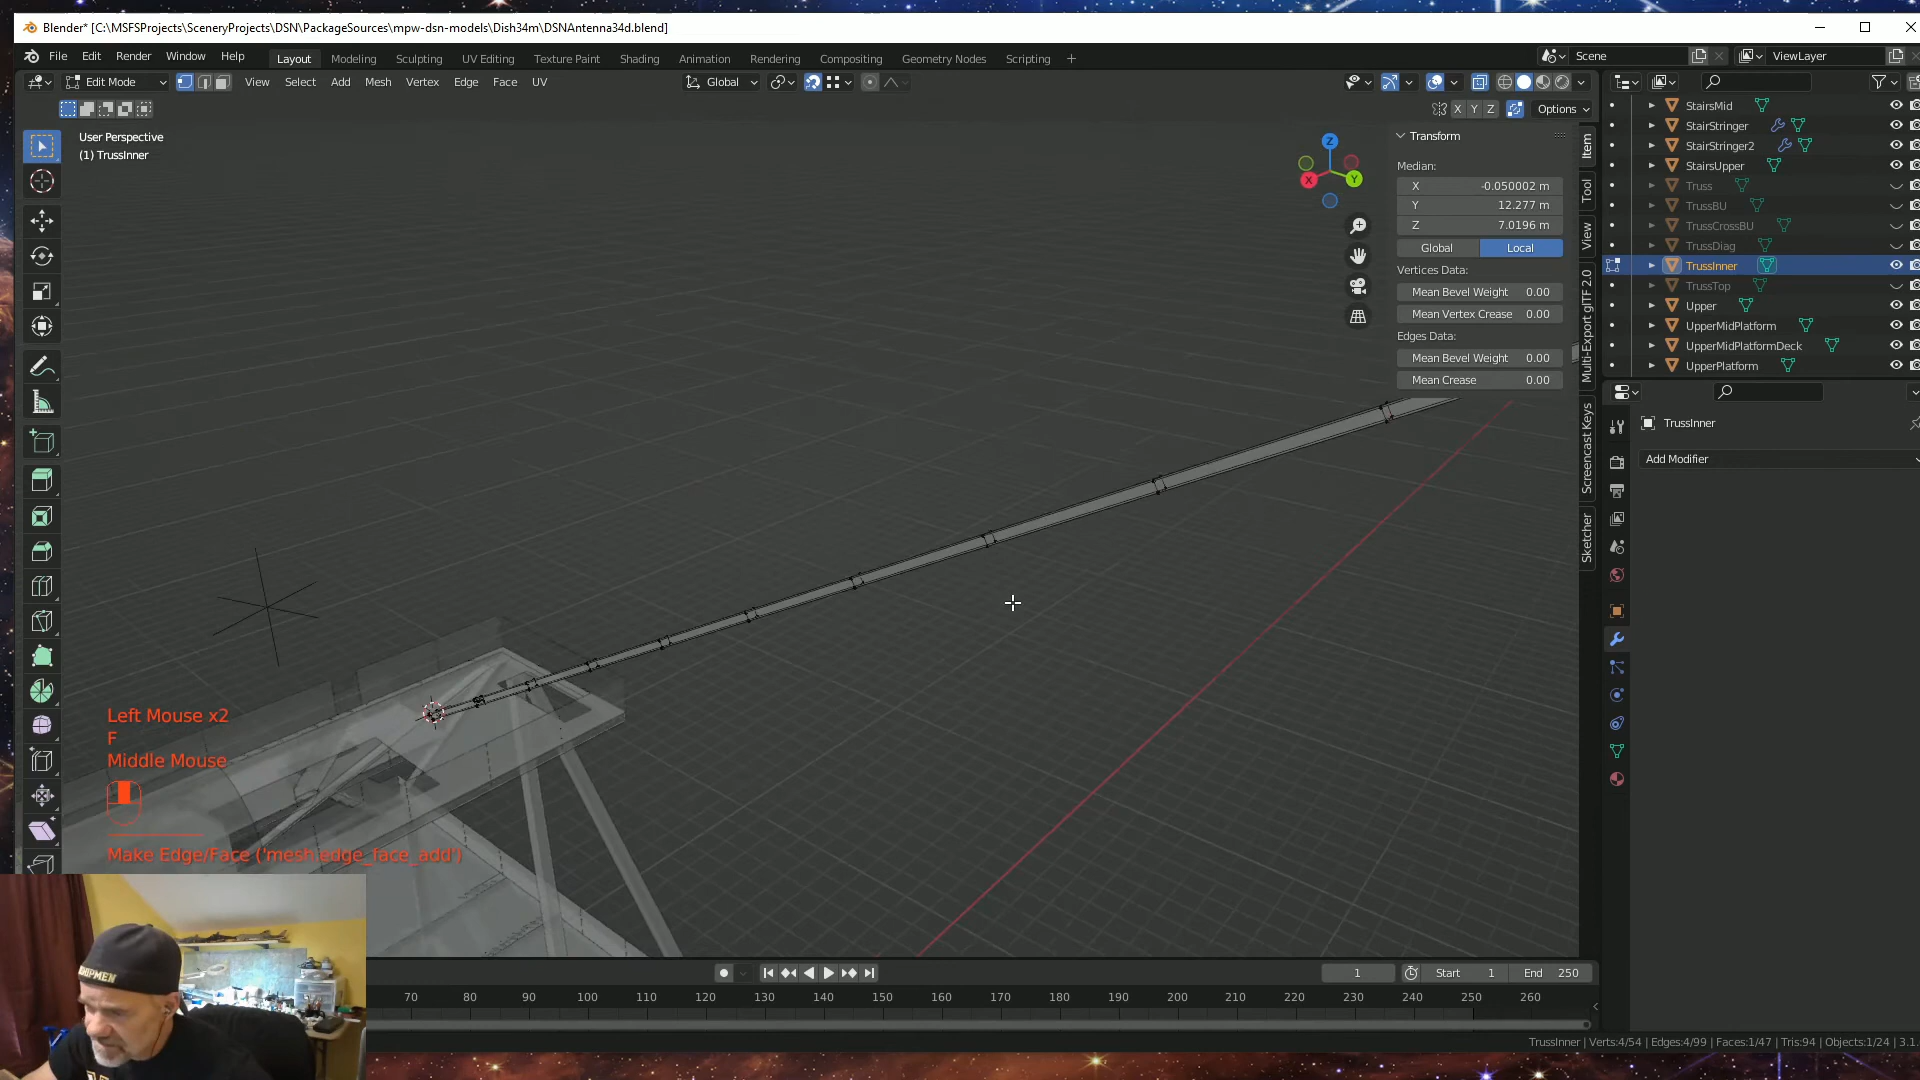 Blender* [C:\MSFSProjects\SceneryProjects\DSN\PackageSources\mpw-dsn-models\Dish34m\DSNAntenna34d.blend]
File Edit Render Window Help Layout Modeling Sculpting UV Editing Texture Paint Shading Animation Rendering Compositing Geometry Nodes Scripting + Scene ViewLayer
Edit Mode View Select Add Mesh Vertex Edge Face UV Global
X Y Z Options
User Perspective
(1) TrussInner
Z
X Y
Transform
Median:
X -0.050002 m
Y 12.277 m
Z 7.0196 m
Global Local
Vertices Data:
Mean Bevel Weight 0.00
Mean Vertex Crease 0.00
Edges Data:
Mean Bevel Weight 0.00
Mean Crease 0.00
Item
Tool
View
Multi-Export glTF 2.0
Screencast Keys
Sketcher
StairsMid
StairStringer
StairStringer2
StairsUpper
Truss
TrussBU
TrussCrossBU
TrussDiag
TrussInner
TrussTop
Upper
UpperMidPlatform
UpperMidPlatformDeck
UpperPlatform
TrussInner
Add Modifier
Left Mouse x2
F
Middle Mouse
Make Edge/Face ('mesh.edge_face_add')
1 Start 1 End 250
70 80 90 100 110 120 130 140 150 160 170 180 190 200 210 220 230 240 250 260
TrussInner | Verts:4/54 | Edges:4/99 | Faces:1/47 | Tris:94 | Objects:1/24 | 3.1.